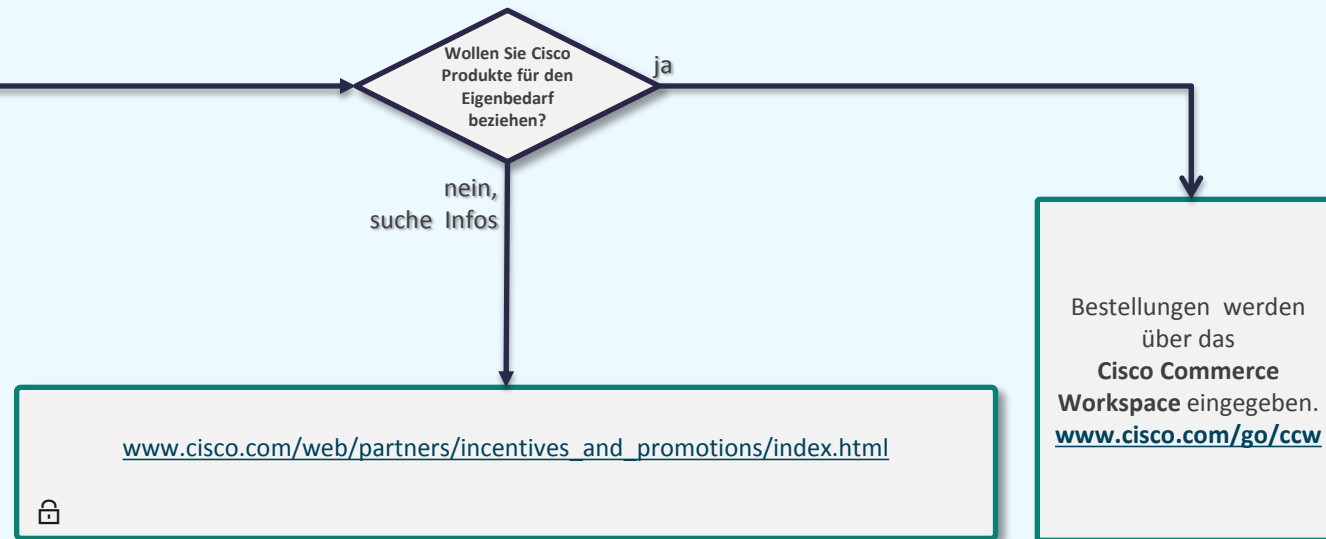 Wollen Sie Cisco
Produkte für den
Eigenbedarf
beziehen?
ja
nein,
suche Infos
Bestellungen werden
über das
Cisco Commerce
Workspace eingegeben.
www.cisco.com/go/ccw
www.cisco.com/web/partners/incentives_and_promotions/index.html